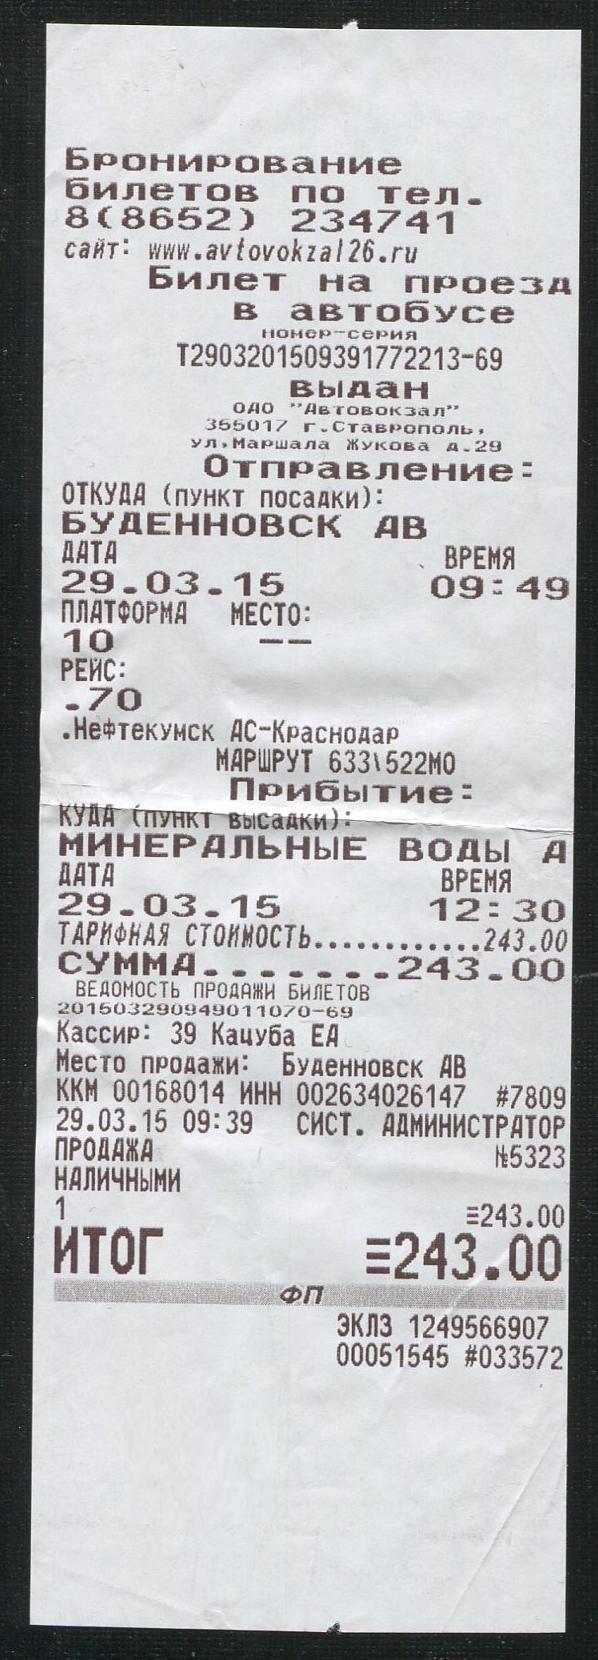 Бронирование
билетов по тел.
8(8652) 234741
сайт: www.avtovokzal26.ru
Билет на проезд
в автобусе
номер-серия
Т2903201509391772213-69
выдан
ОАО "Автовокзал"
355017 г.Ставрополь,
ул.Маршала Жукова д.29
Отправление:
ОТКУДА (пункт посадки):
БУДЕННОВСК АВ
ДАТА ВРЕМЯ
29.03.15 09:49
ПЛАТФОРМА МЕСТО:
10 --
РЕЙС:
.70
.Нефтекумск АС-Краснодар
МАРШРУТ 633\522МО
Прибытие:
КУДА (пункт высадки):
МИНЕРАЛЬНЫЕ ВОДЫ А
ДАТА ВРЕМЯ
29.03.15 12:30
ТАРИФНАЯ СТОИМОСТЬ............243.00
СУММА.......243.00
ВЕДОМОСТЬ ПРОДАЖИ БИЛЕТОВ
201503290949011070-69
Кассир: 39 Кацуба ЕА
Место продажи: Буденновск АВ
ККМ 00168014 ИНН 002634026147 #7809
29.03.15 09:39 СИСТ. АДМИНИСТРАТОР
ПРОДАЖА №5323
НАЛИЧНЫМИ
1 ≡243.00
ИТОГ ≡243.00
ФП
ЭКЛЗ 1249566907
00051545 #033572